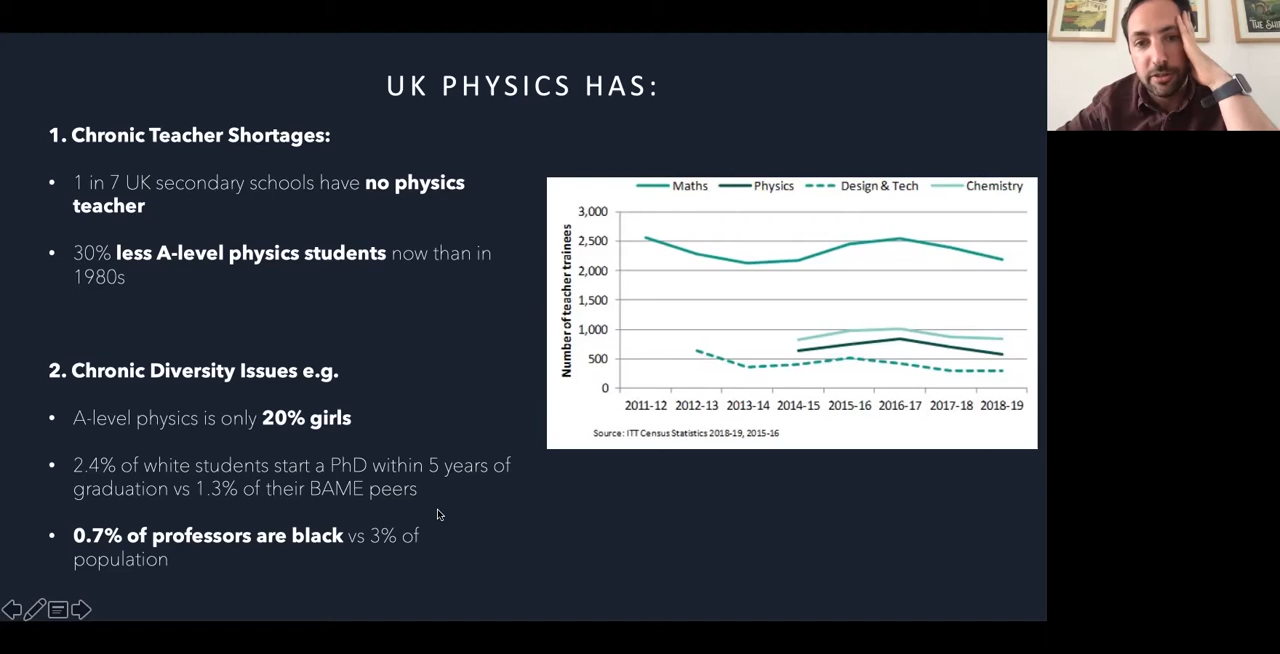 UK PHYSICS HAS:
1. Chronic Teacher Shortages:
• 1 in 7 UK secondary schools have no physics
teacher
• 30% less A-level physics students now than in
1980s
2. Chronic Diversity Issues e.g.
• A-level physics is only 20% girls
• 2.4% of white students start a PhD within 5 years of
graduation vs 1.3% of their BAME peers
• 0.7% of professors are black vs 3% of
population
Maths Physics Design & Tech Chemistry
Number of teacher trainees
3,000
2,500
2,000
1,500
1,000
500
0
2011-12 2012-13 2013-14 2014-15 2015-16 2016-17 2017-18 2018-19
Source: ITT Census Statistics 2018-19, 2015-16
THE SHI